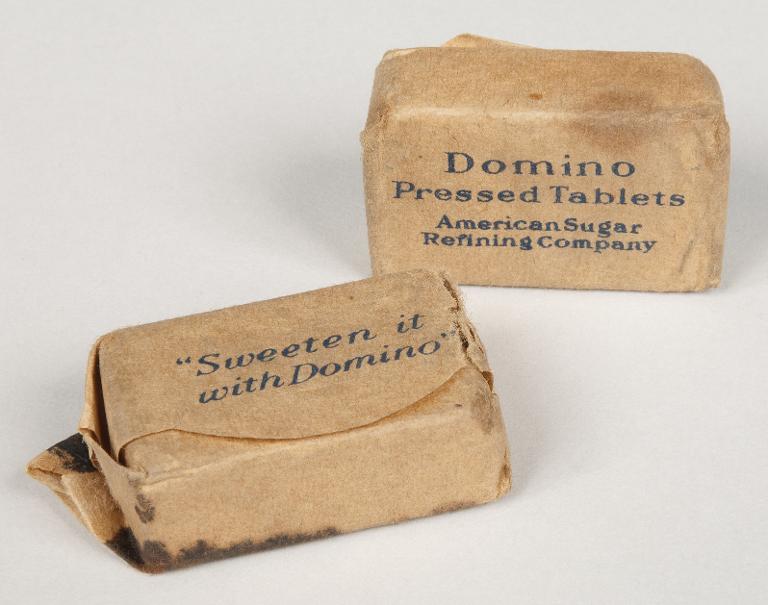 Domino
Pressed Tablets
American Sugar
Refining Company
"Sweeten it
with Domino"